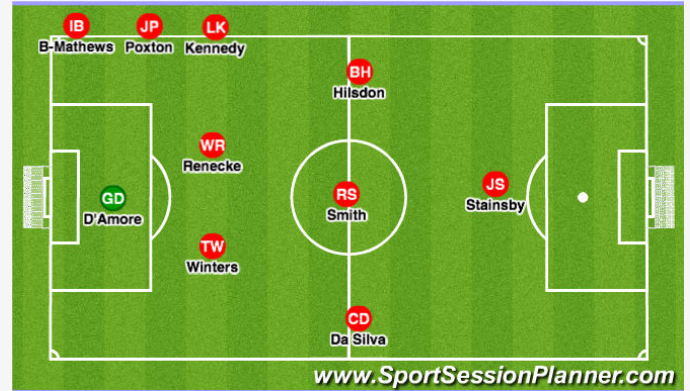 IB
B-Mathews
JP
Poxton
LK
Kennedy
BH
Hilsdon
WR
Renecke
JS
Stainsby
GD
D'Amore
RS
Smith
TW
Winters
CD
Da Silva
www.SportSessionPlanner.com